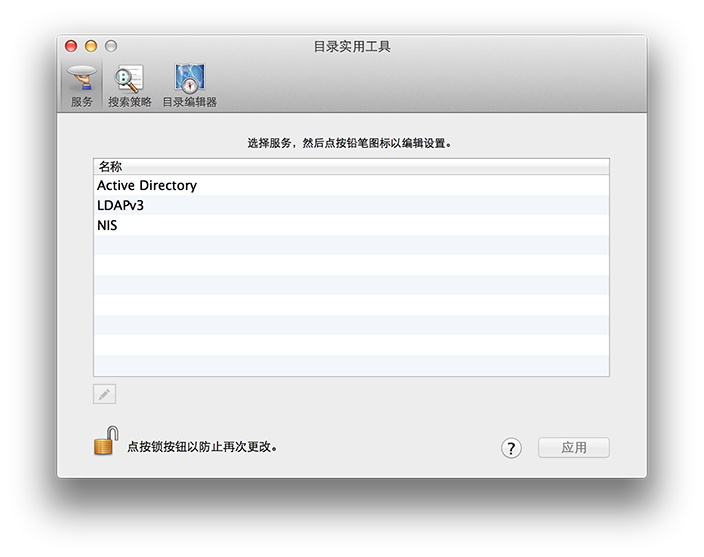 目录实用工具
服务
搜索策略
目录编辑器
选择服务，然后点按铅笔图标以编辑设置。
名称
Active Directory
LDAPv3
NIS
点按锁按钮以防止再次更改。
?
应用